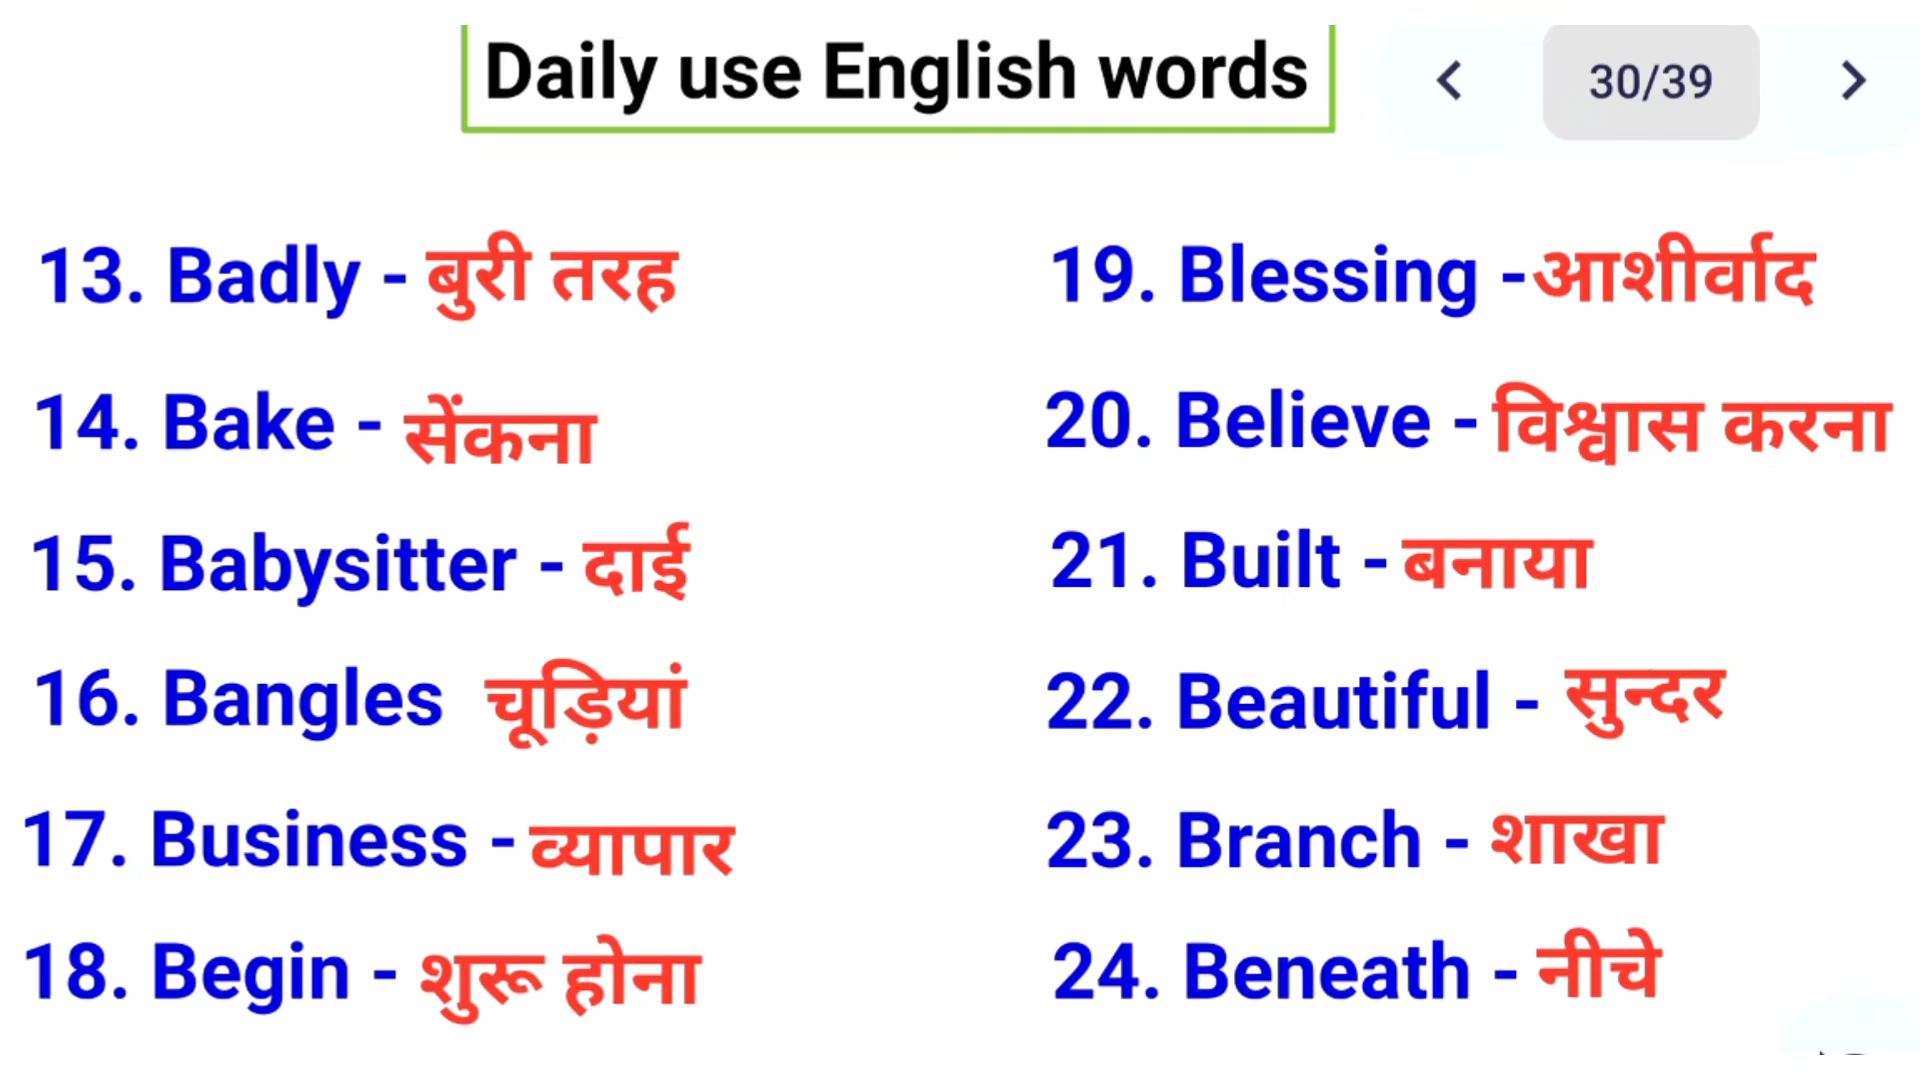 Daily use English words
30/39
13. Badly - बुरी तरह
14. Bake - सेंकना
15. Babysitter - दाई
16. Bangles चूड़ियां
17. Business - व्यापार
18. Begin - शुरू होना
19. Blessing -आशीर्वाद
20. Believe - विश्वास करना
21. Built - बनाया
22. Beautiful - सुन्दर
23. Branch - शाखा
24. Beneath - नीचे